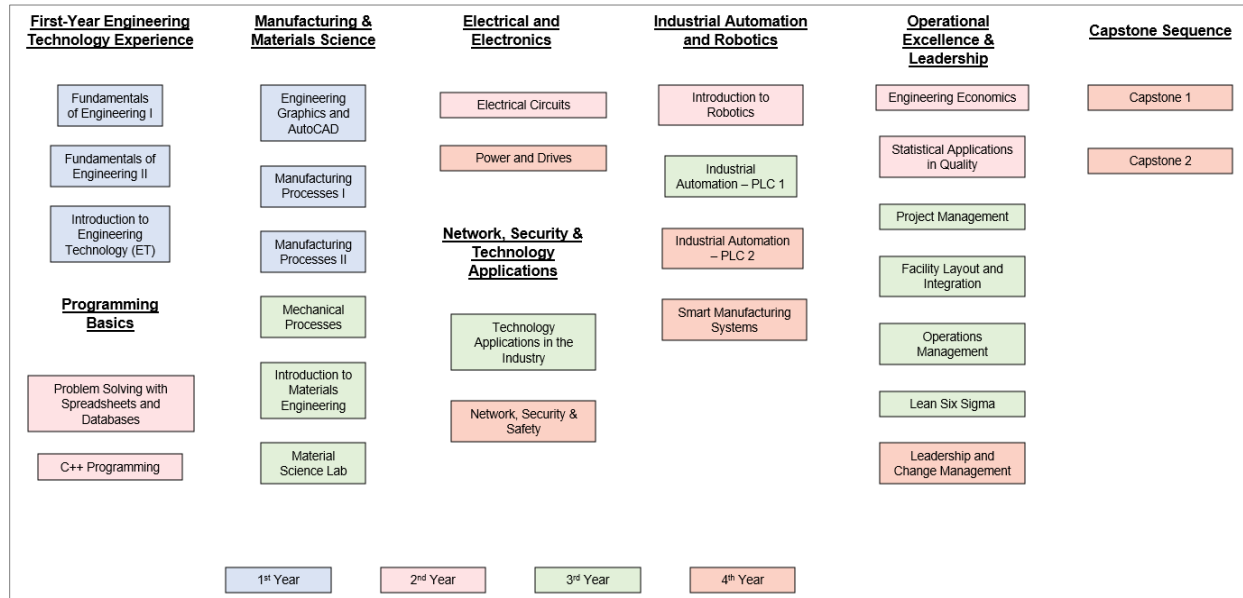 First-Year Engineering
Technology Experience
Fundamentals
of Engineering I
Fundamentals of
Engineering II
Introduction to
Engineering
Technology (ET)
Programming
Basics
Problem Solving with
Spreadsheets and
Databases
C++ Programming
Manufacturing &
Materials Science
Engineering
Graphics and
AutoCAD
Manufacturing
Processes I
Manufacturing
Processes II
Mechanical
Processes
Introduction to
Materials
Engineering
Material
Science Lab
Electrical and
Electronics
Electrical Circuits
Power and Drives
Network, Security &
Technology
Applications
Technology
Applications in the
Industry
Network, Security &
Safety
Industrial Automation
and Robotics
Introduction to
Robotics
Industrial
Automation – PLC 1
Industrial Automation
– PLC 2
Smart Manufacturing
Systems
Operational
Excellence &
Leadership
Engineering Economics
Statistical Applications
in Quality
Project Management
Facility Layout and
Integration
Operations
Management
Lean Six Sigma
Leadership and
Change Management
Capstone Sequence
Capstone 1
Capstone 2
1st Year
2nd Year
3rd Year
4th Year